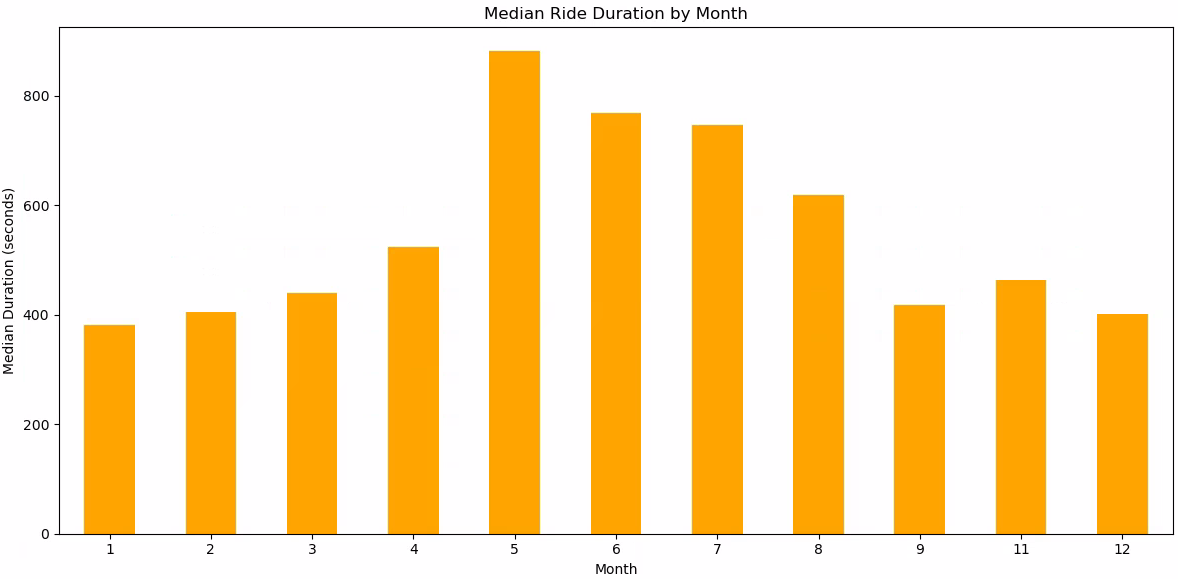 Median Ride Duration by Month
Median Duration (seconds)
800
600
400
200
0
1 2 3 4 5 6 7 8 9 11 12
Month